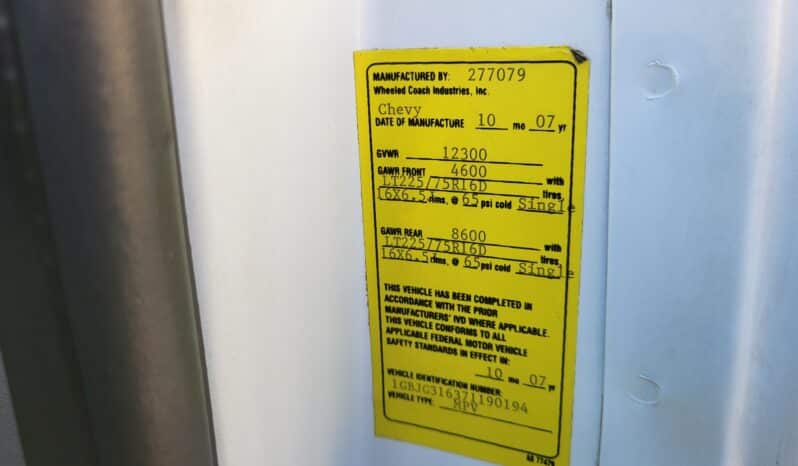 MANUFACTURED BY: 277079
Wheeled Coach Industries, Inc.
Chevy
DATE OF MANUFACTURE 10 mo 07 yr
GVWR 12300
GAWR FRONT 4600 with
LT225/75R16D tires,
16X6.5J rims, @ 65 psi cold Single
GAWR REAR 8600 with
LT225775R16D tires,
16X6.5 rims, @ 65 psi cold Single
THIS VEHICLE HAS BEEN COMPLETED IN
ACCORDANCE WITH THE PRIOR
MANUFACTURERS' IVD WHERE APPLICABLE.
THIS VEHICLE CONFORMS TO ALL
APPLICABLE FEDERAL MOTOR VEHICLE
SAFETY STANDARDS IN EFFECT IN:
10 mo 07 yr
VEHICLE IDENTIFICATION NUMBER:
1GBJG316371190194
VEHICLE TYPE: MPV